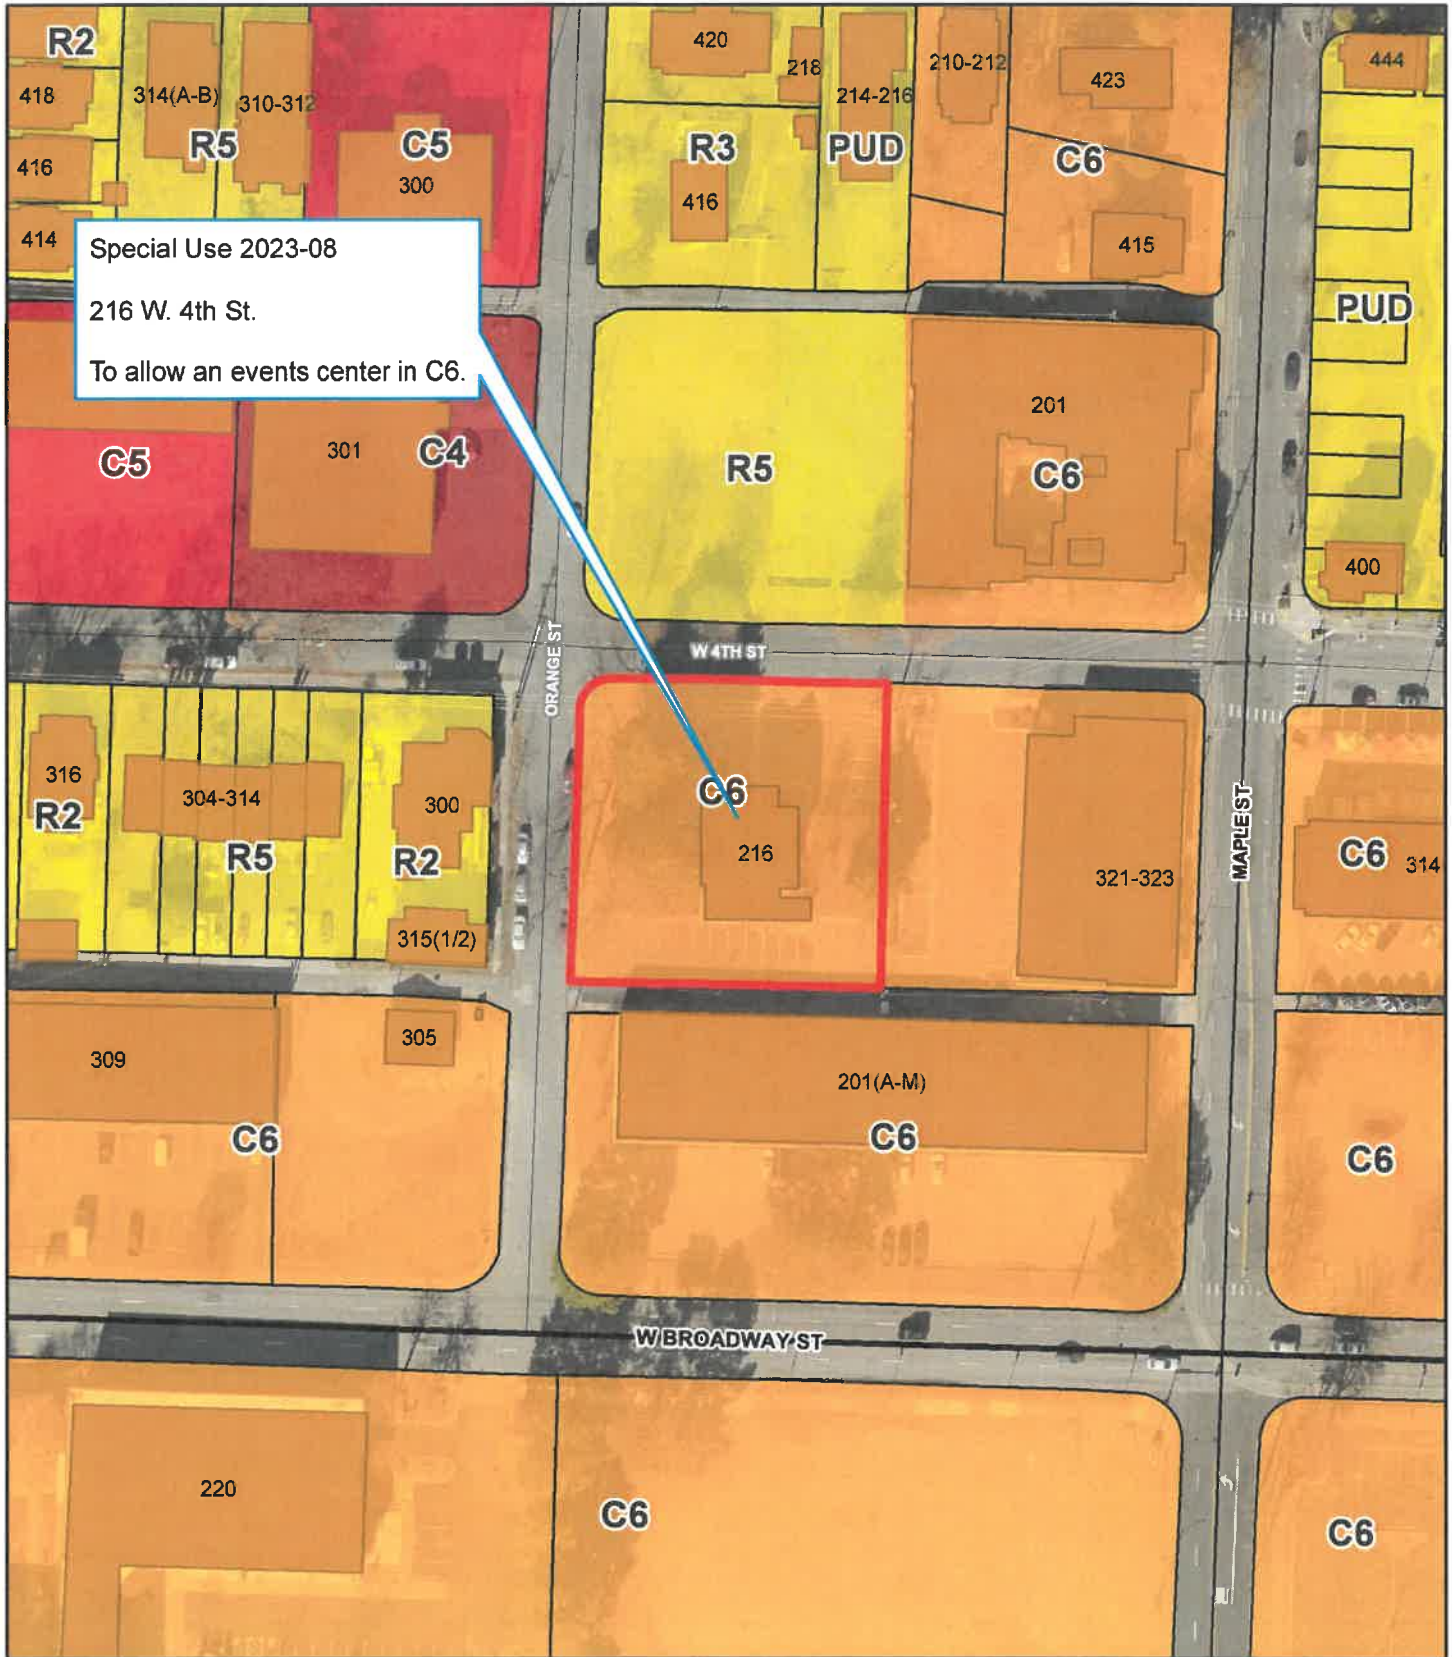 R2
418
314(A-B)
310-312
R5
C5
300
416
414
420
218
214-216
R3
PUD
416
210-212
423
C6
415
444
PUD
Special Use 2023-08
216 W. 4th St.
To allow an events center in C6.
C5
301
C4
R5
201
C6
400
ORANGE ST
W 4TH ST
MAPLE ST
316
R2
304-314
R5
300
R2
315(1/2)
C6
216
321-323
C6
314
309
305
C6
201(A-M)
C6
C6
W BROADWAY ST
220
C6
C6